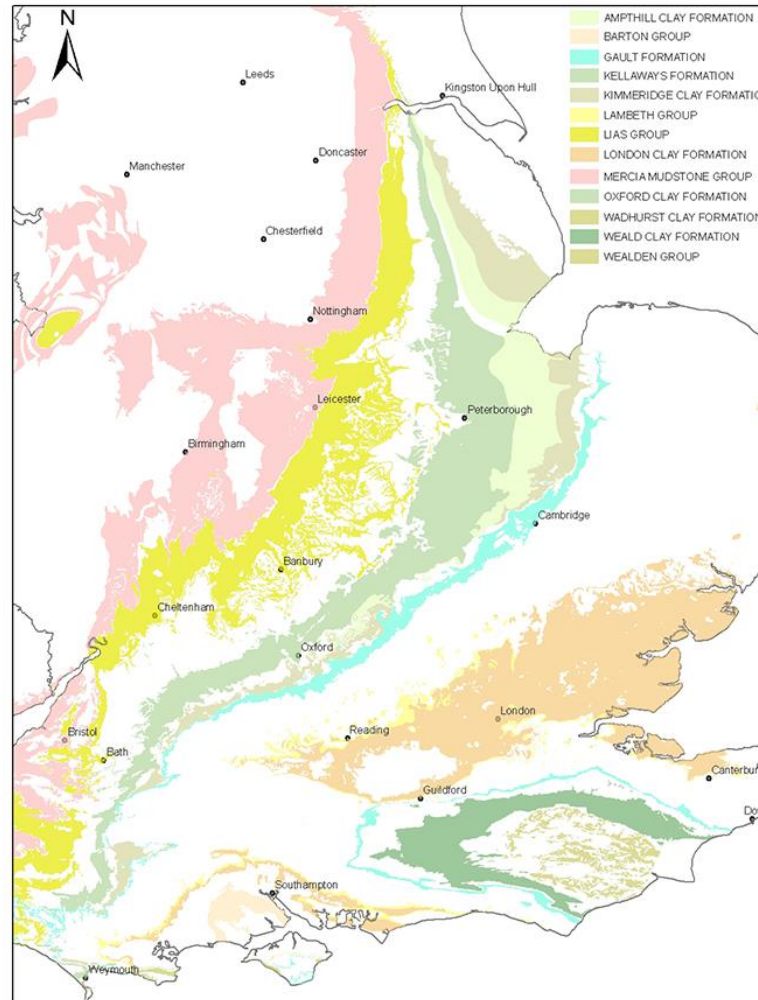 N
AMPTHILL CLAY FORMATION
BARTON GROUP
GAULT FORMATION
KELLAWAYS FORMATION
KIMMERIDGE CLAY FORMATIO
LAMBETH GROUP
LIAS GROUP
LONDON CLAY FORMATION
MERCIA MUDSTONE GROUP
OXFORD CLAY FORMATION
WADHURST CLAY FORMATION
WEALD CLAY FORMATION
WEALDEN GROUP
Leeds
Kingston Upon Hull
Doncaster
Manchester
Chesterfield
Nottingham
Leicester
Peterborough
Birmingham
Cambridge
Banbury
Cheltenham
Oxford
London
Bristol
Reading
Bath
Canterbur
Guildford
Do
Southampton
Weymouth